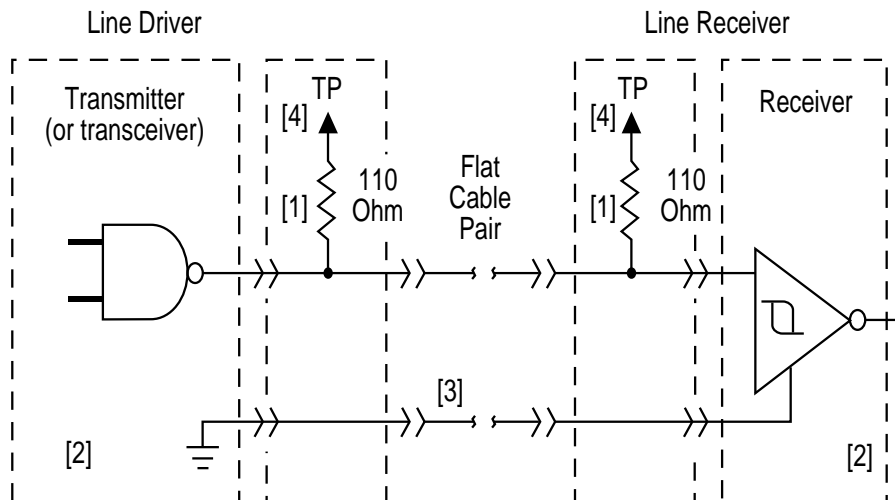 Line Driver
Line Receiver
Transmitter
(or transceiver)
TP
[4]
[1]
110
Ohm
Flat
Cable
Pair
TP
[4]
[1]
110
Ohm
Receiver
[3]
[2]
[2]